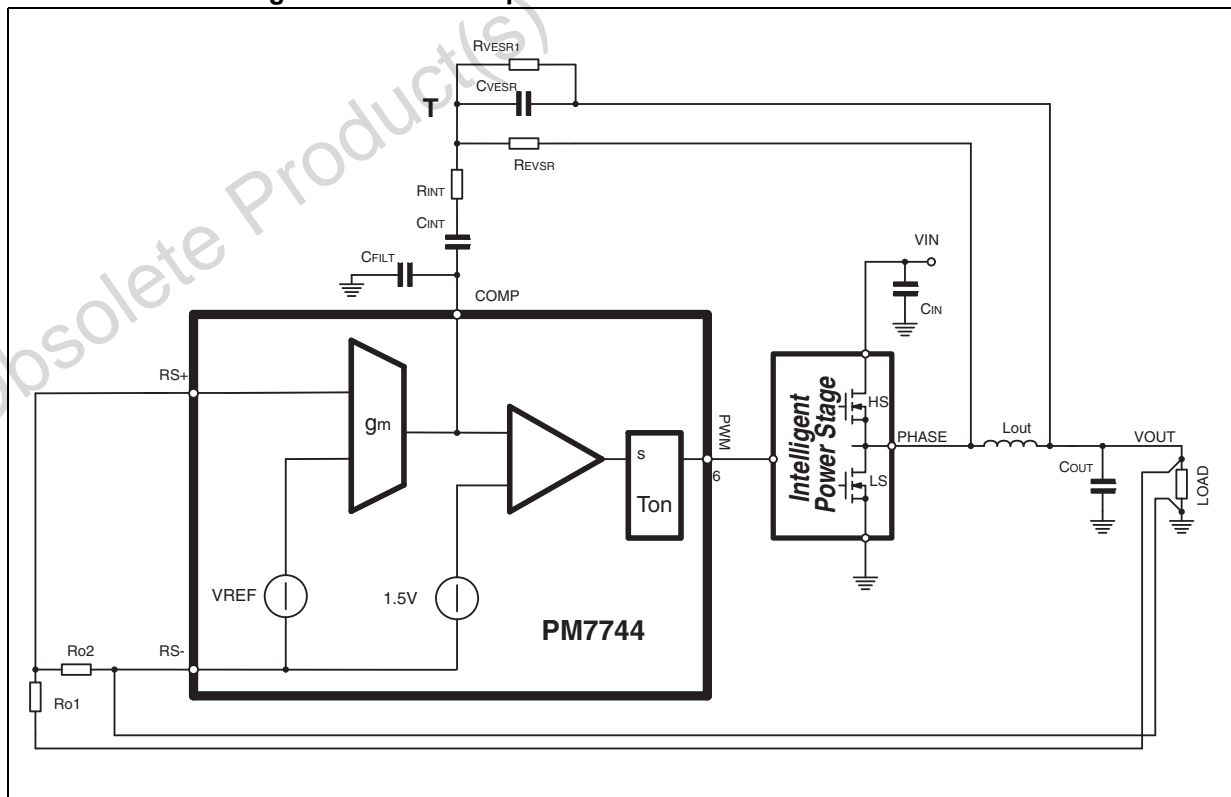 RVESR1
CVESR
T
REVSR
RINT
CINT
CFILT
COMP
VIN
CIN
RS+
gm
s
Ton
PWM
6
Intelligent
Power Stage
HS
LS
PHASE
Lout
VOUT
COUT
LOAD
VREF
1.5V
PM7744
RS-
Ro2
Ro1
Obsolete Product(s)